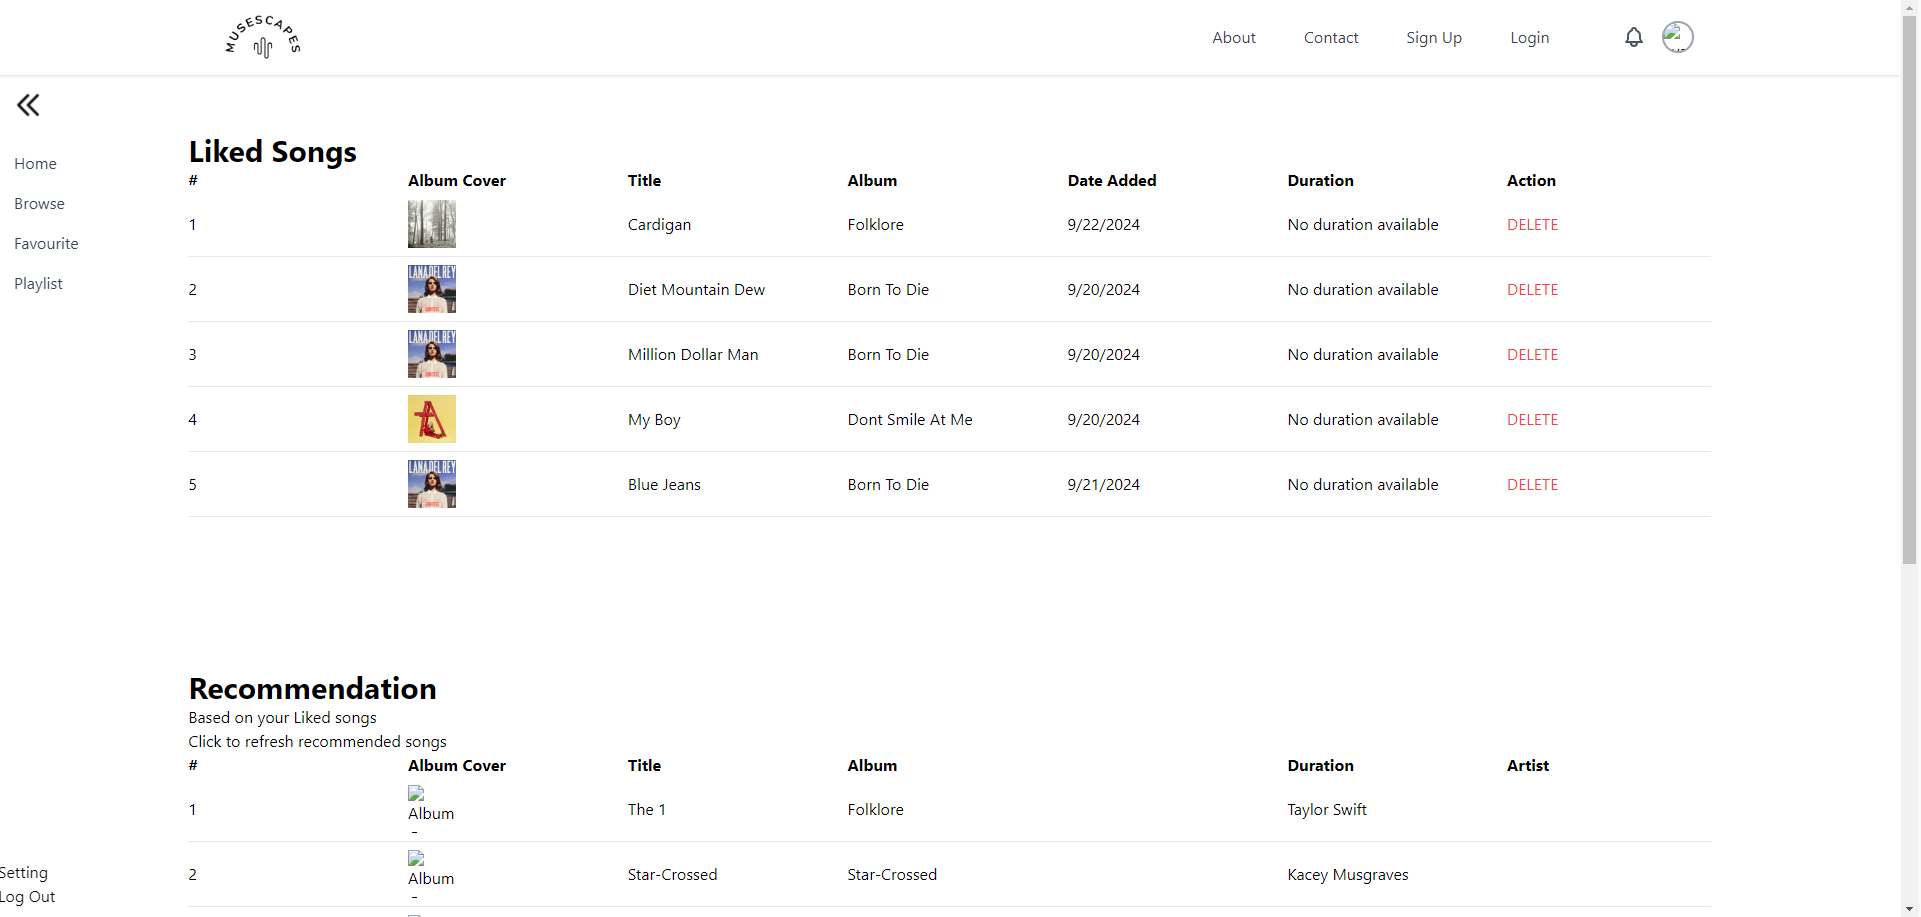 MUSESCAPES
About Contact Sign Up Login
Home
Browse
Favourite
Playlist
Setting
Log Out
Liked Songs
# Album Cover Title Album Date Added Duration Action
1 Cardigan Folklore 9/22/2024 No duration available DELETE
2 LANA DEL REY Diet Mountain Dew Born To Die 9/20/2024 No duration available DELETE
3 LANA DEL REY Million Dollar Man Born To Die 9/20/2024 No duration available DELETE
4 My Boy Dont Smile At Me 9/20/2024 No duration available DELETE
5 LANA DEL REY Blue Jeans Born To Die 9/21/2024 No duration available DELETE
Recommendation
Based on your Liked songs
Click to refresh recommended songs
# Album Cover Title Album Duration Artist
1 Album The 1 Folklore Taylor Swift
2 Album Star-Crossed Star-Crossed Kacey Musgraves